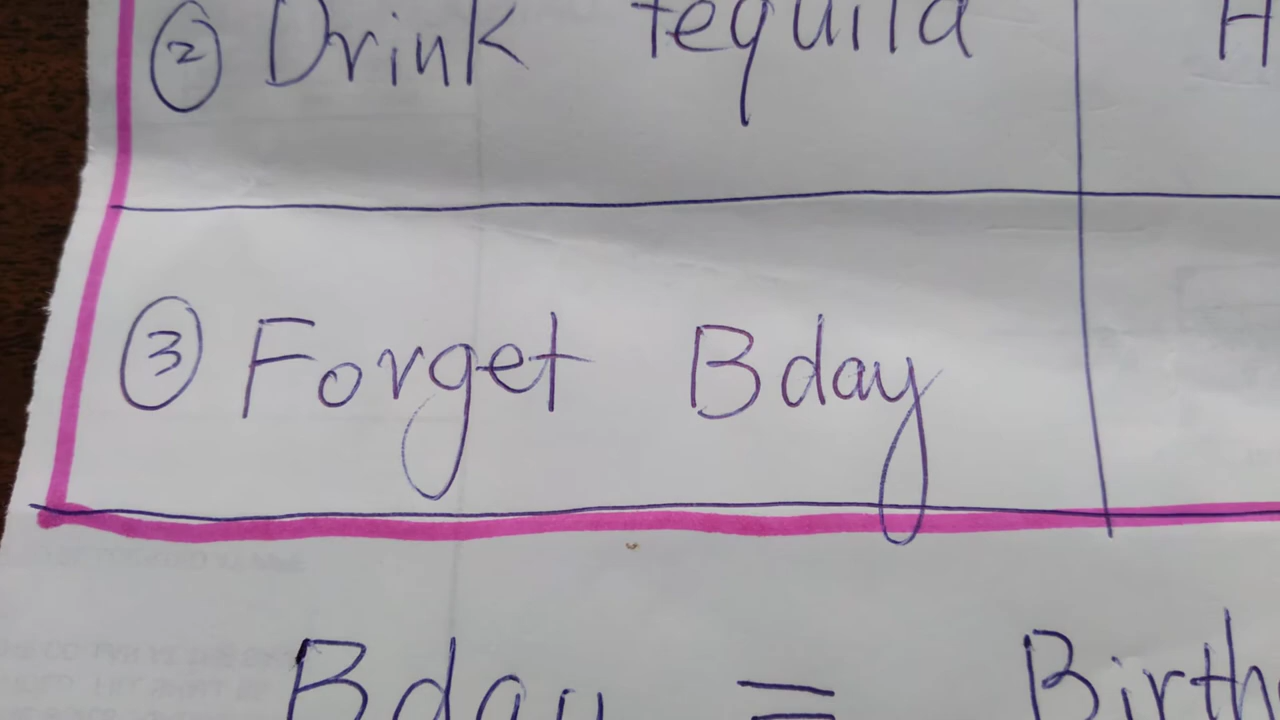 ② Drink tequila H
③ Forget Bday
Bday = Birth